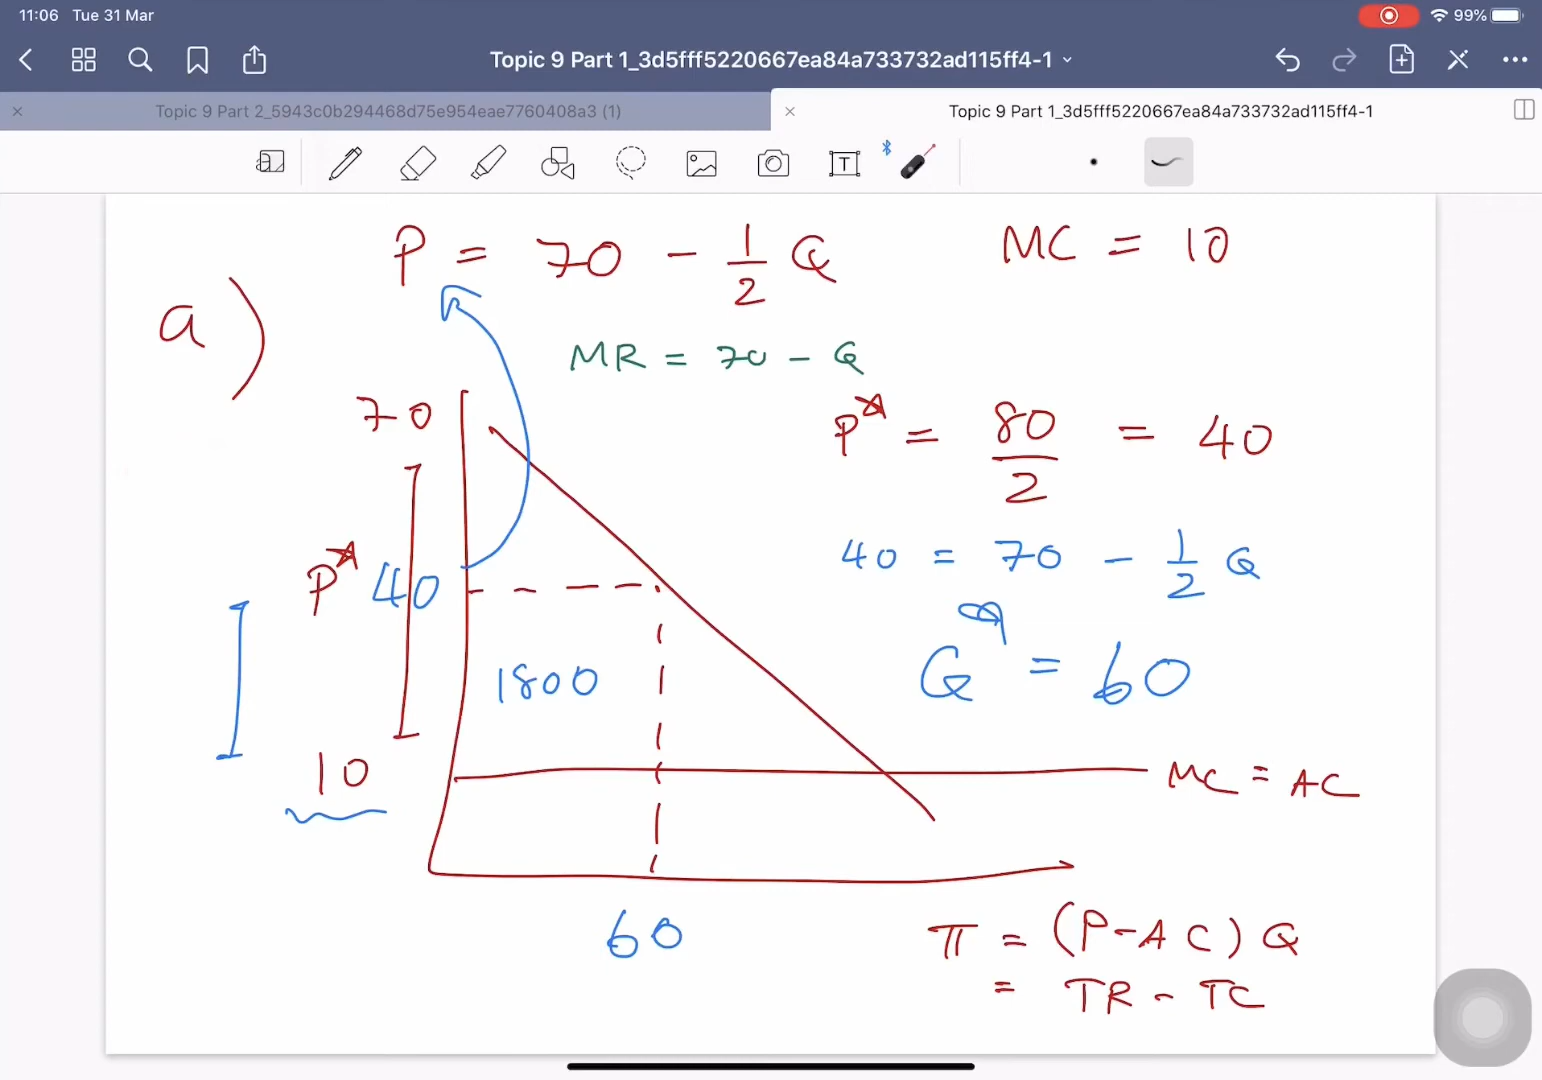 11:06 Tue 31 Mar
99%
Topic 9 Part 1_3d5fff5220667ea84a733732ad115ff4-1
Topic 9 Part 2_5943c0b294468d75e954eae7760408a3 (1)
Topic 9 Part 1_3d5fff5220667ea84a733732ad115ff4-1
T
P = 70 - 1/2 Q
MC = 10
a)
MR = 70 - Q
70
P* = 80/2 = 40
P* 40
40 = 70 - 1/2 Q
1800
Q* = 60
10
MC = AC
60
π = (P-AC) Q
= TR - TC